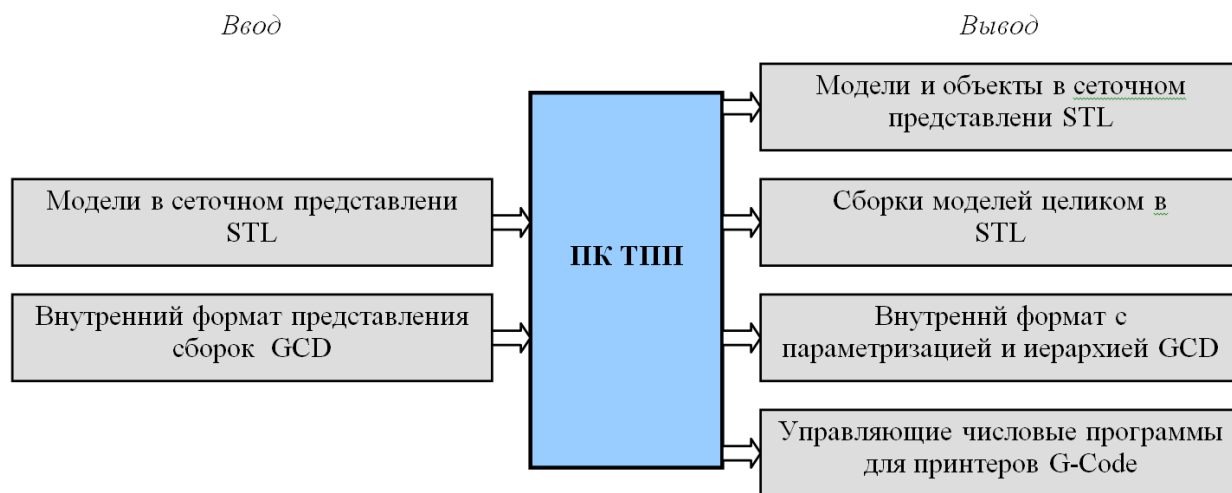 Ввод
Вывод
Модели и объекты в сеточном
представлени STL
Модели в сеточном представлени
STL
Сборки моделей целиком в
STL
ПК ТПП
Внутренний формат представления
сборок GCD
Внутреннй формат с
параметризацией и иерархией GCD
Управляющие числовые программы
для принтеров G-Code